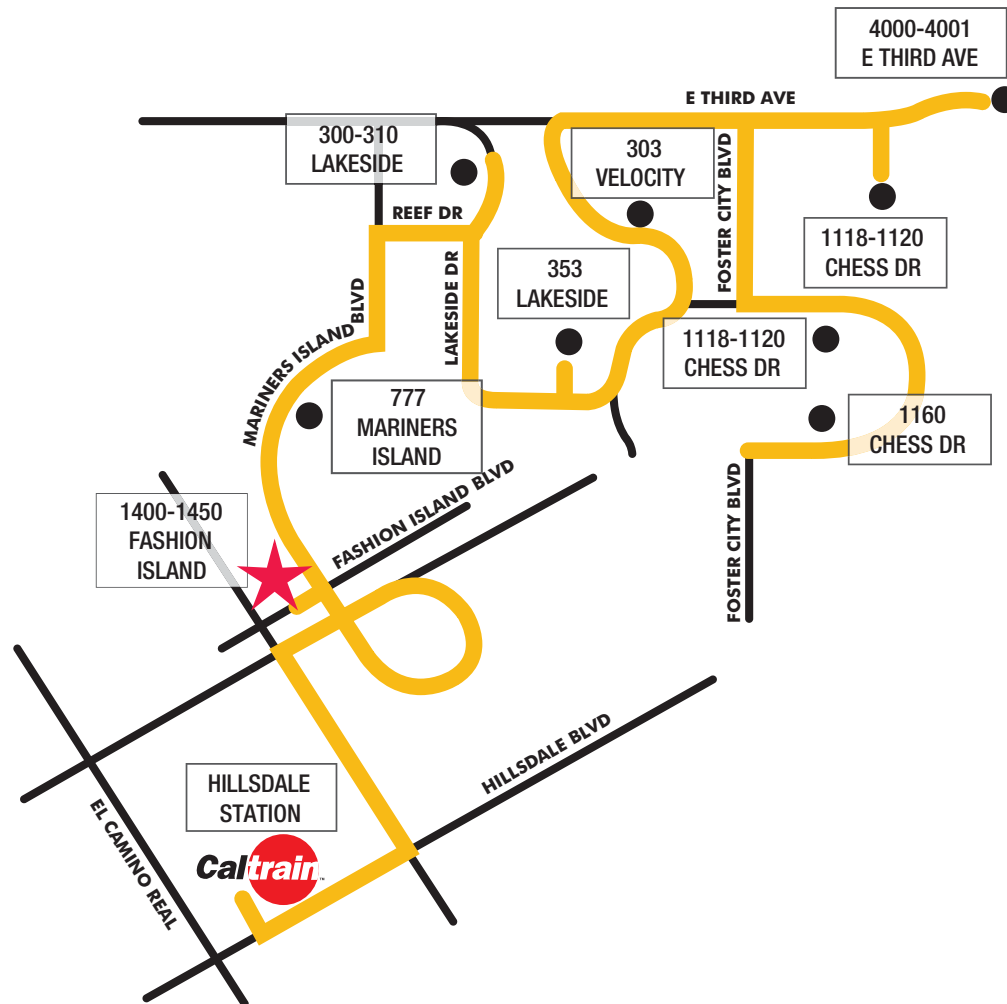 4000-4001
E THIRD AVE
E THIRD AVE
300-310
LAKESIDE
303
VELOCITY
FOSTER CITY BLVD
REEF DR
1118-1120
CHESS DR
LAKESIDE DR
353
LAKESIDE
MARINERS ISLAND BLVD
1118-1120
CHESS DR
777
MARINERS
ISLAND
1160
CHESS DR
FASHION ISLAND BLVD
FOSTER CITY BLVD
1400-1450
FASHION
ISLAND
HILLSDALE BLVD
HILLSDALE
STATION
Caltrain™
EL CAMINO REAL